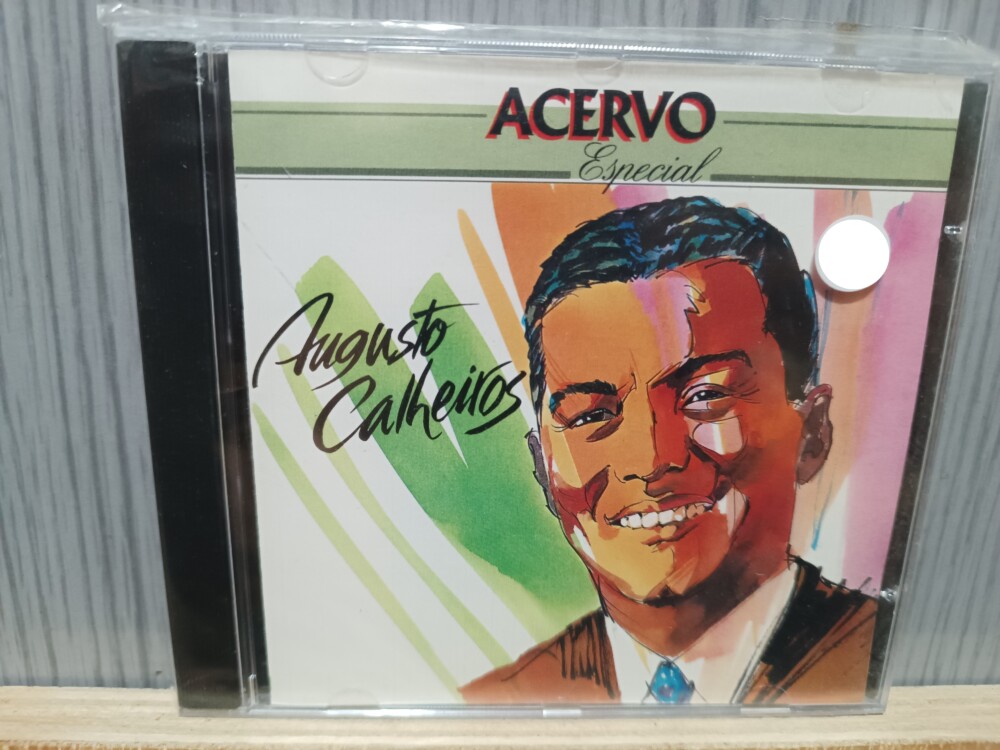 ACERVO
Especial
Augusto
Calheiros